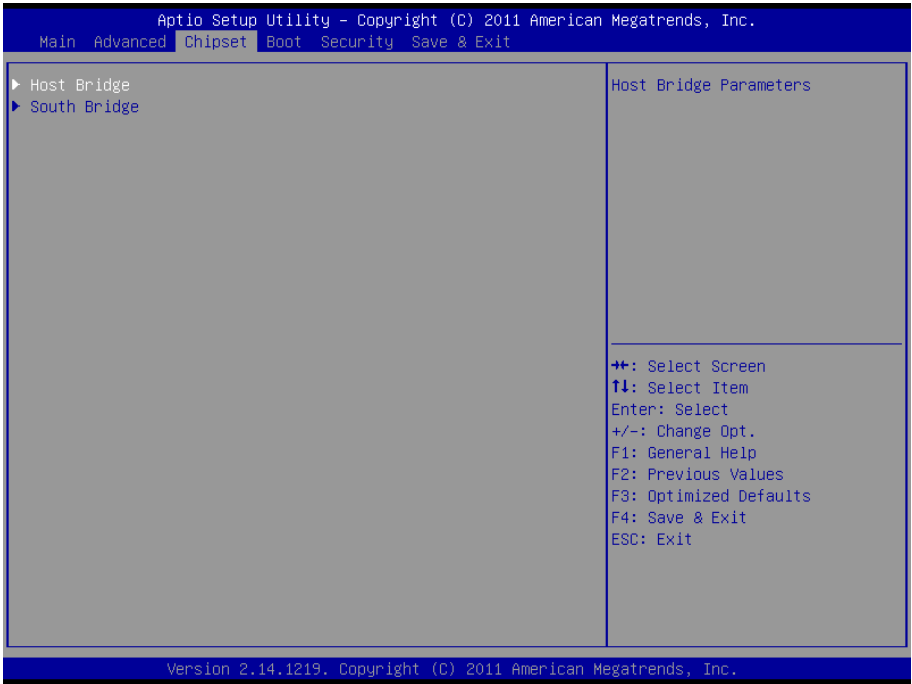 Aptio Setup Utility – Copyright (C) 2011 American Megatrends, Inc.
Main Advanced Chipset Boot Security Save & Exit
▶ Host Bridge
▶ South Bridge
Host Bridge Parameters
→←: Select Screen
↑↓: Select Item
Enter: Select
+/-: Change Opt.
F1: General Help
F2: Previous Values
F3: Optimized Defaults
F4: Save & Exit
ESC: Exit
Version 2.14.1219. Copyright (C) 2011 American Megatrends, Inc.